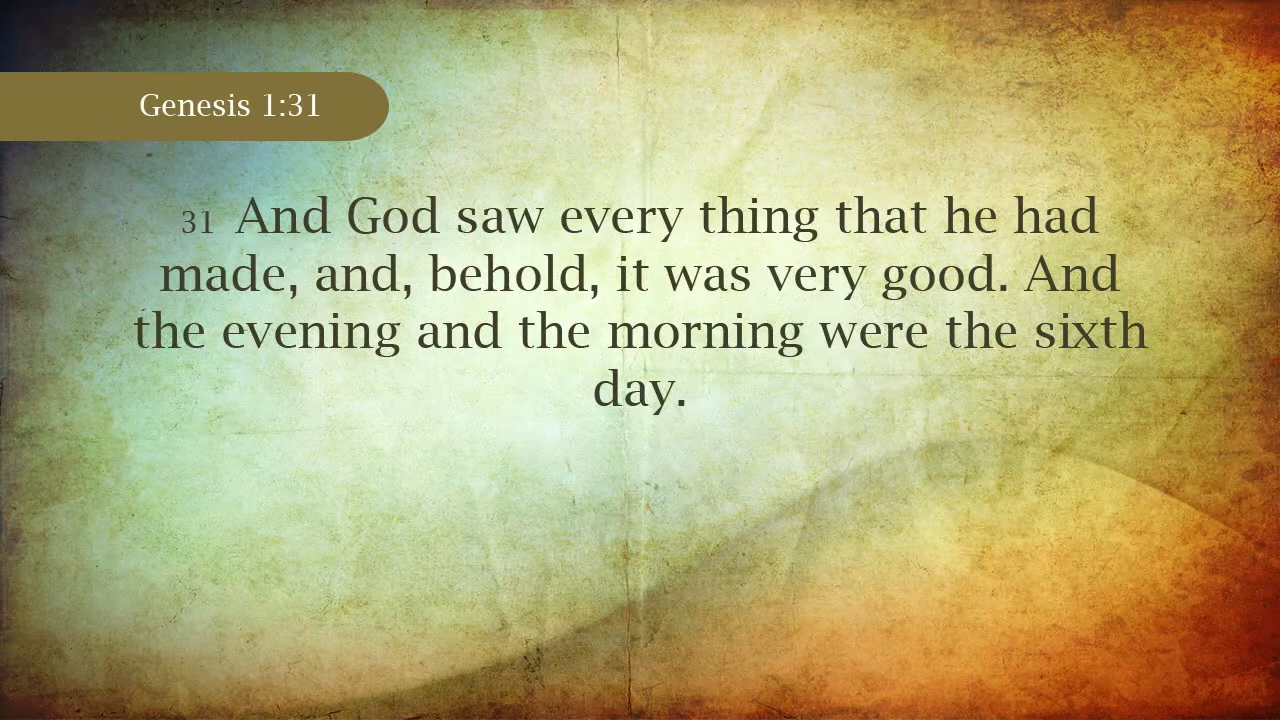 Genesis 1:31
31 And God saw every thing that he had
made, and, behold, it was very good. And
the evening and the morning were the sixth
day.